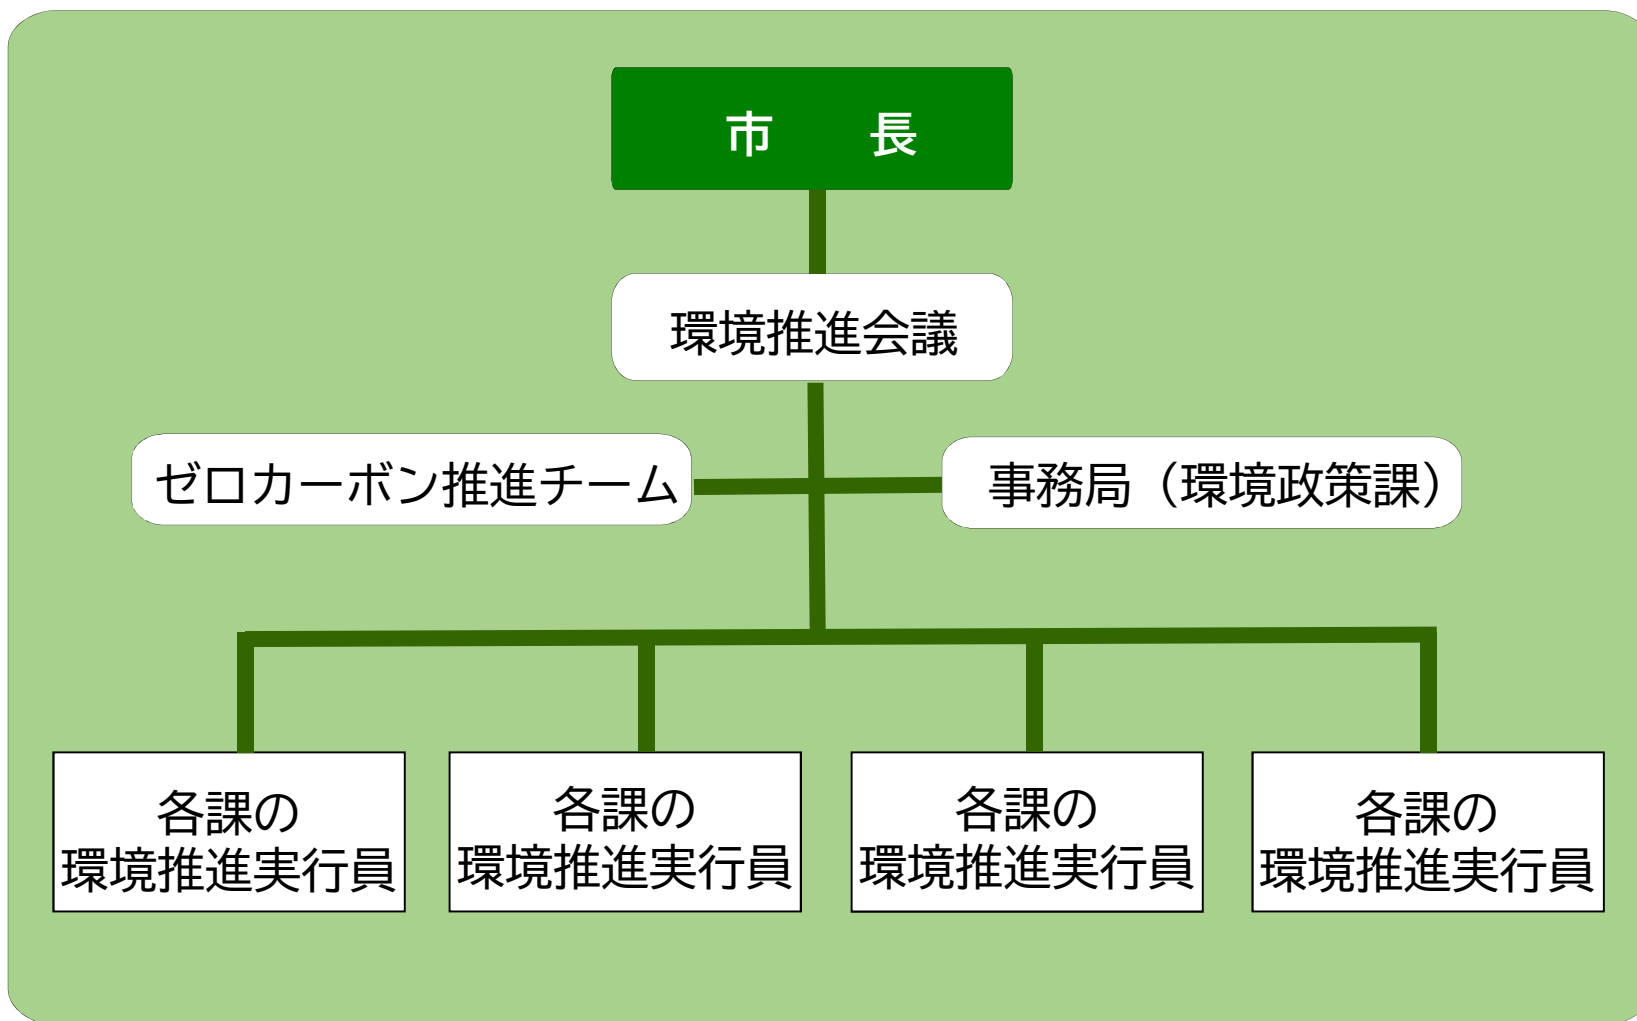 市　　長
環境推進会議
ゼロカーボン推進チーム
事務局（環境政策課）
各課の
環境推進実行員
各課の
環境推進実行員
各課の
環境推進実行員
各課の
環境推進実行員